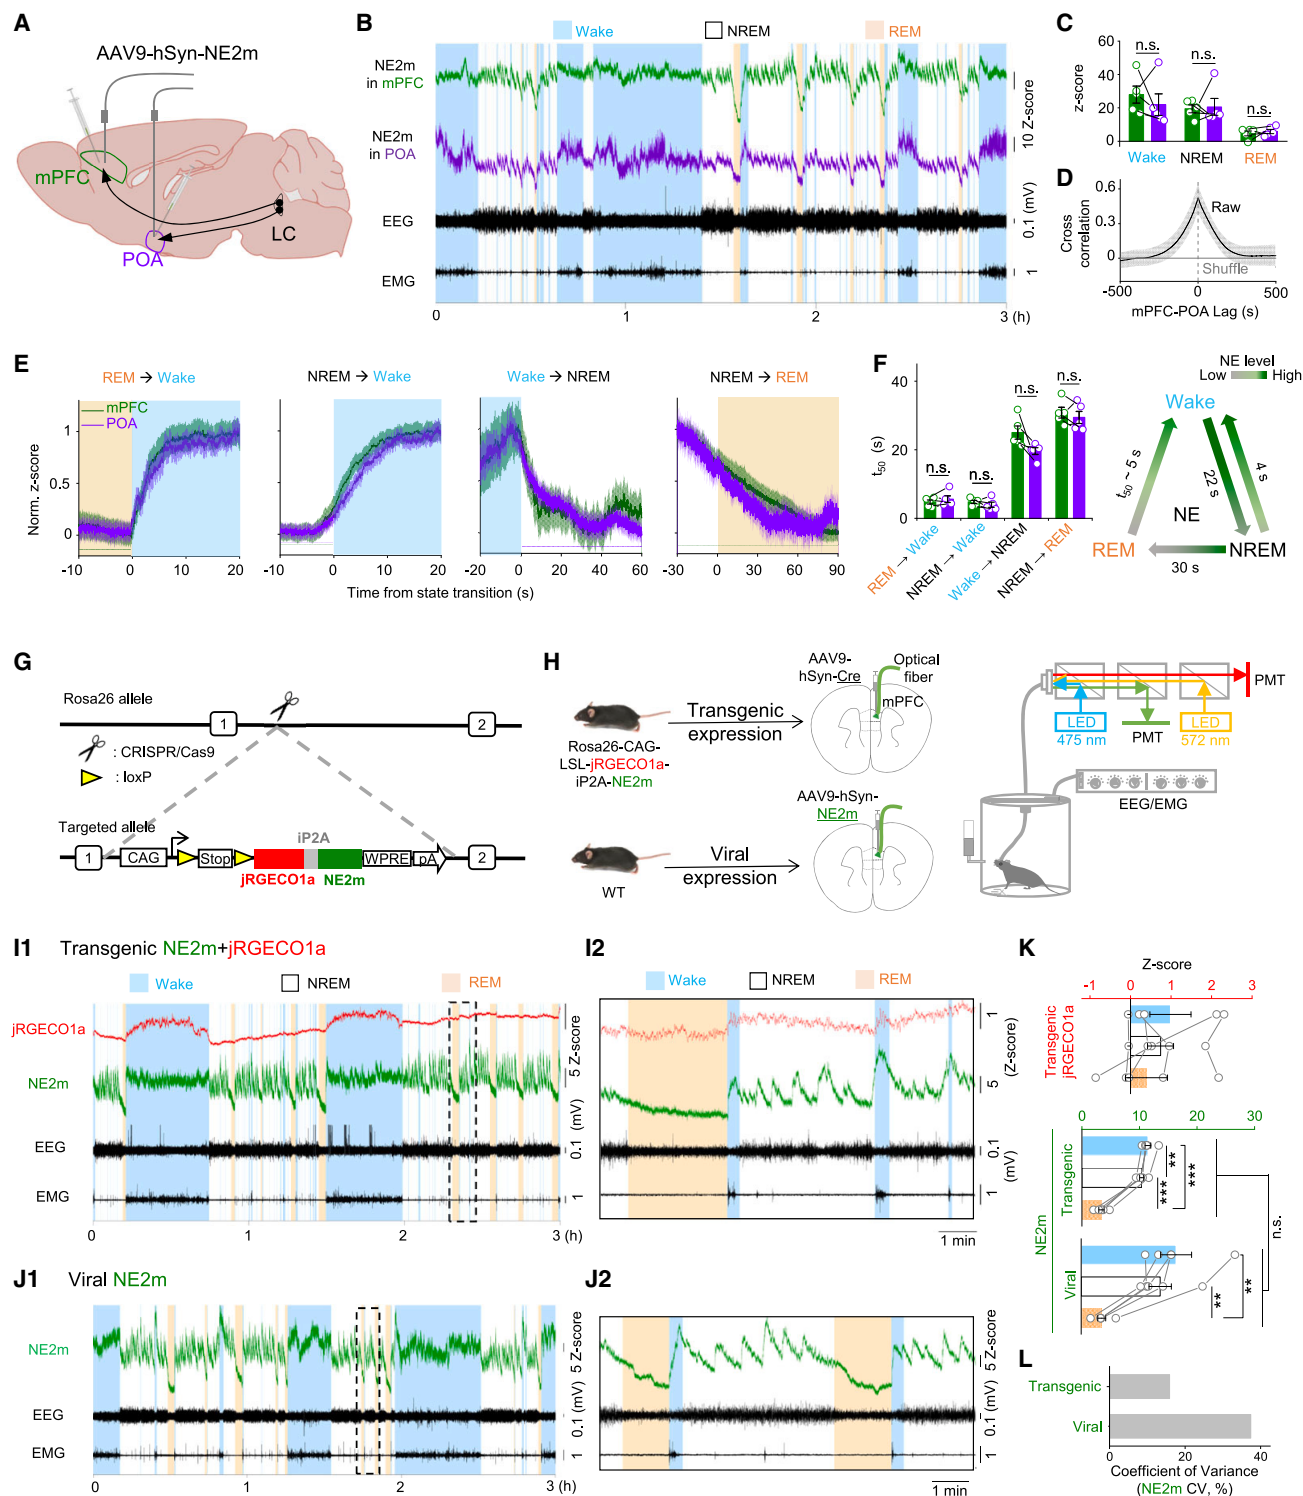 A
AAV9-hSyn-NE2m
mPFC
POA
LC
B
Wake
NREM
REM
NE2m
in mPFC
NE2m
in POA
EEG
EMG
10 Z-score
0.1 (mV)
1
1
2
3 (h)
C
z-score
60
40
20
0
n.s.
n.s.
n.s.
Wake
NREM
REM
D
Cross
correlation
0.6
0.3
0
Raw
Shuffle
-500
0
500
mPFC-POA Lag (s)
E
REM → Wake
NREM → Wake
Wake → NREM
NREM → REM
mPFC
POA
Norm. z-score
1
0.5
0
-10 0 10 20
-10 0 10 20
-20 0 20 40 60
-30 0 30 60 90
Time from state transition (s)
F
t50 (s)
40
20
0
n.s.
n.s.
n.s.
n.s.
REM → Wake
NREM → Wake
Wake → NREM
NREM → REM
NE level
Low
High
Wake
t50 ~ 5 s
22 s
4 s
NE
REM
NREM
30 s
G
Rosa26 allele
1
2
: CRISPR/Cas9
: loxP
Targeted allele
iP2A
1
CAG
Stop
WPRE
pA
2
jRGECO1a
NE2m
H
AAV9-
hSyn-Cre
Optical
fiber
mPFC
Transgenic
expression
Rosa26-CAG-
LSL-jRGECO1a-
iP2A-NE2m
AAV9-hSyn-
NE2m
Viral
expression
WT
PMT
LED
475 nm
PMT
LED
572 nm
EEG/EMG
I1 Transgenic NE2m+jRGECO1a
Wake
NREM
REM
jRGECO1a
NE2m
EEG
EMG
5 Z-score
0.1 (mV)
1
0
1
2
3 (h)
I2
Wake
NREM
REM
1
5
(Z-score)
0.1
(mV)
1
1 min
J1 Viral NE2m
NE2m
EEG
EMG
5 Z-score
0.1 (mV)
1
0
1
2
3 (h)
J2
5 Z-score
0.1 (mV)
1
1 min
K
Z-score
-1 0 1 2 3
Transgenic
jRGECO1a
0 10 20 30
NE2m
Transgenic
**
***
***
Viral
**
**
n.s.
L
Transgenic
Viral
0 20 40
Coefficient of Variance
(NE2m CV, %)